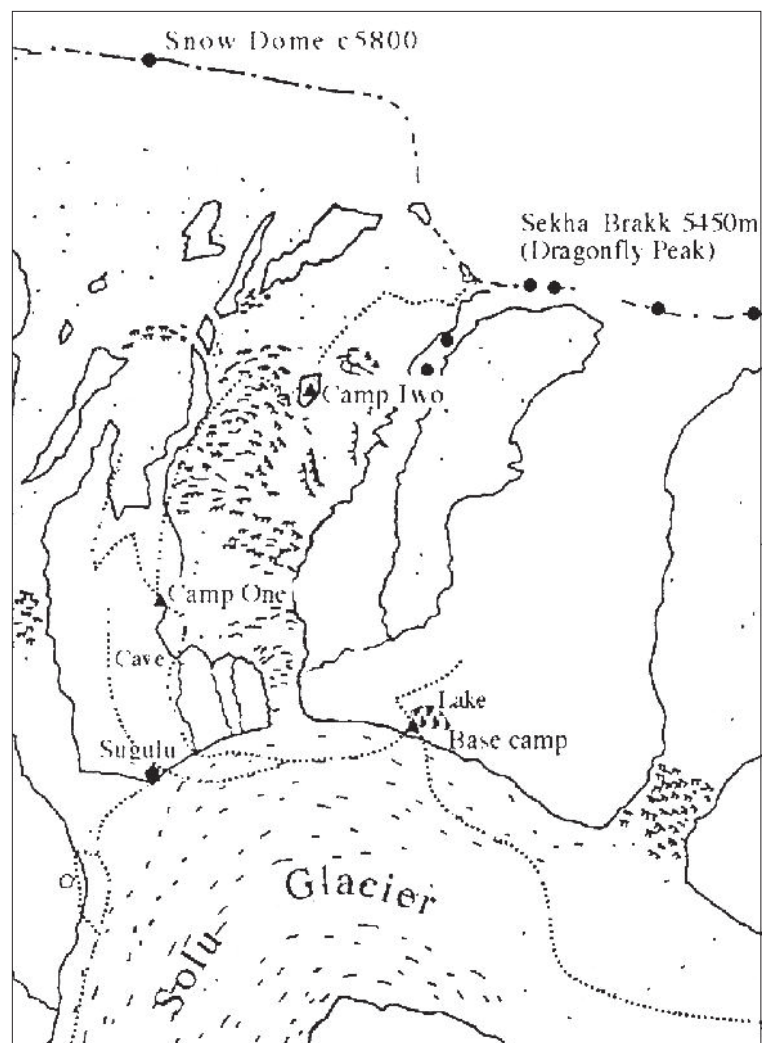 Snow Dome c5800
Sekha Brakk 5450m
(Dragonfly Peak)
Camp Two
Camp One
Cave
Lake
Base camp
Sugulu
Solu Glacier